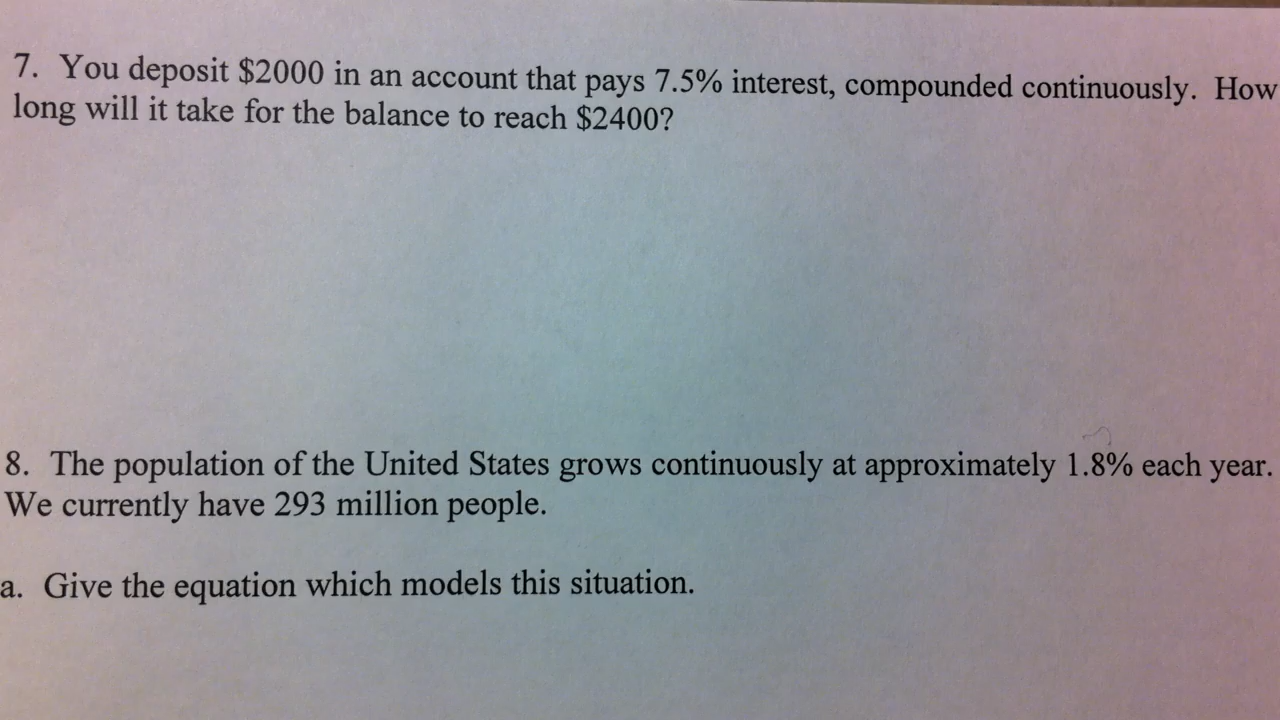 7. You deposit $2000 in an account that pays 7.5% interest, compounded continuously. How
long will it take for the balance to reach $2400?
8. The population of the United States grows continuously at approximately 1.8% each year.
We currently have 293 million people.
a. Give the equation which models this situation.